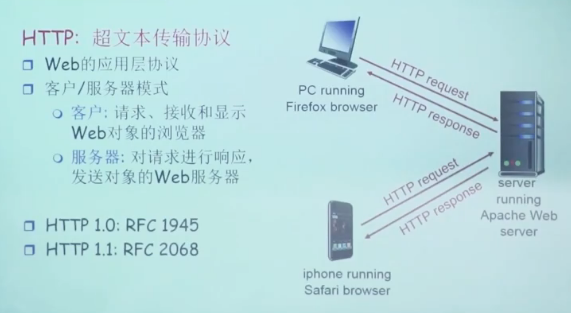 HTTP: 超文本传输协议
Web的应用层协议
客户/服务器模式
客户: 请求、接收和显示
Web对象的浏览器
服务器: 对请求进行响应,
发送对象的Web服务器
HTTP 1.0: RFC 1945
HTTP 1.1: RFC 2068
PC running
Firefox browser
HTTP request
HTTP response
HTTP request
HTTP response
server
running
Apache Web
server
iphone running
Safari browser